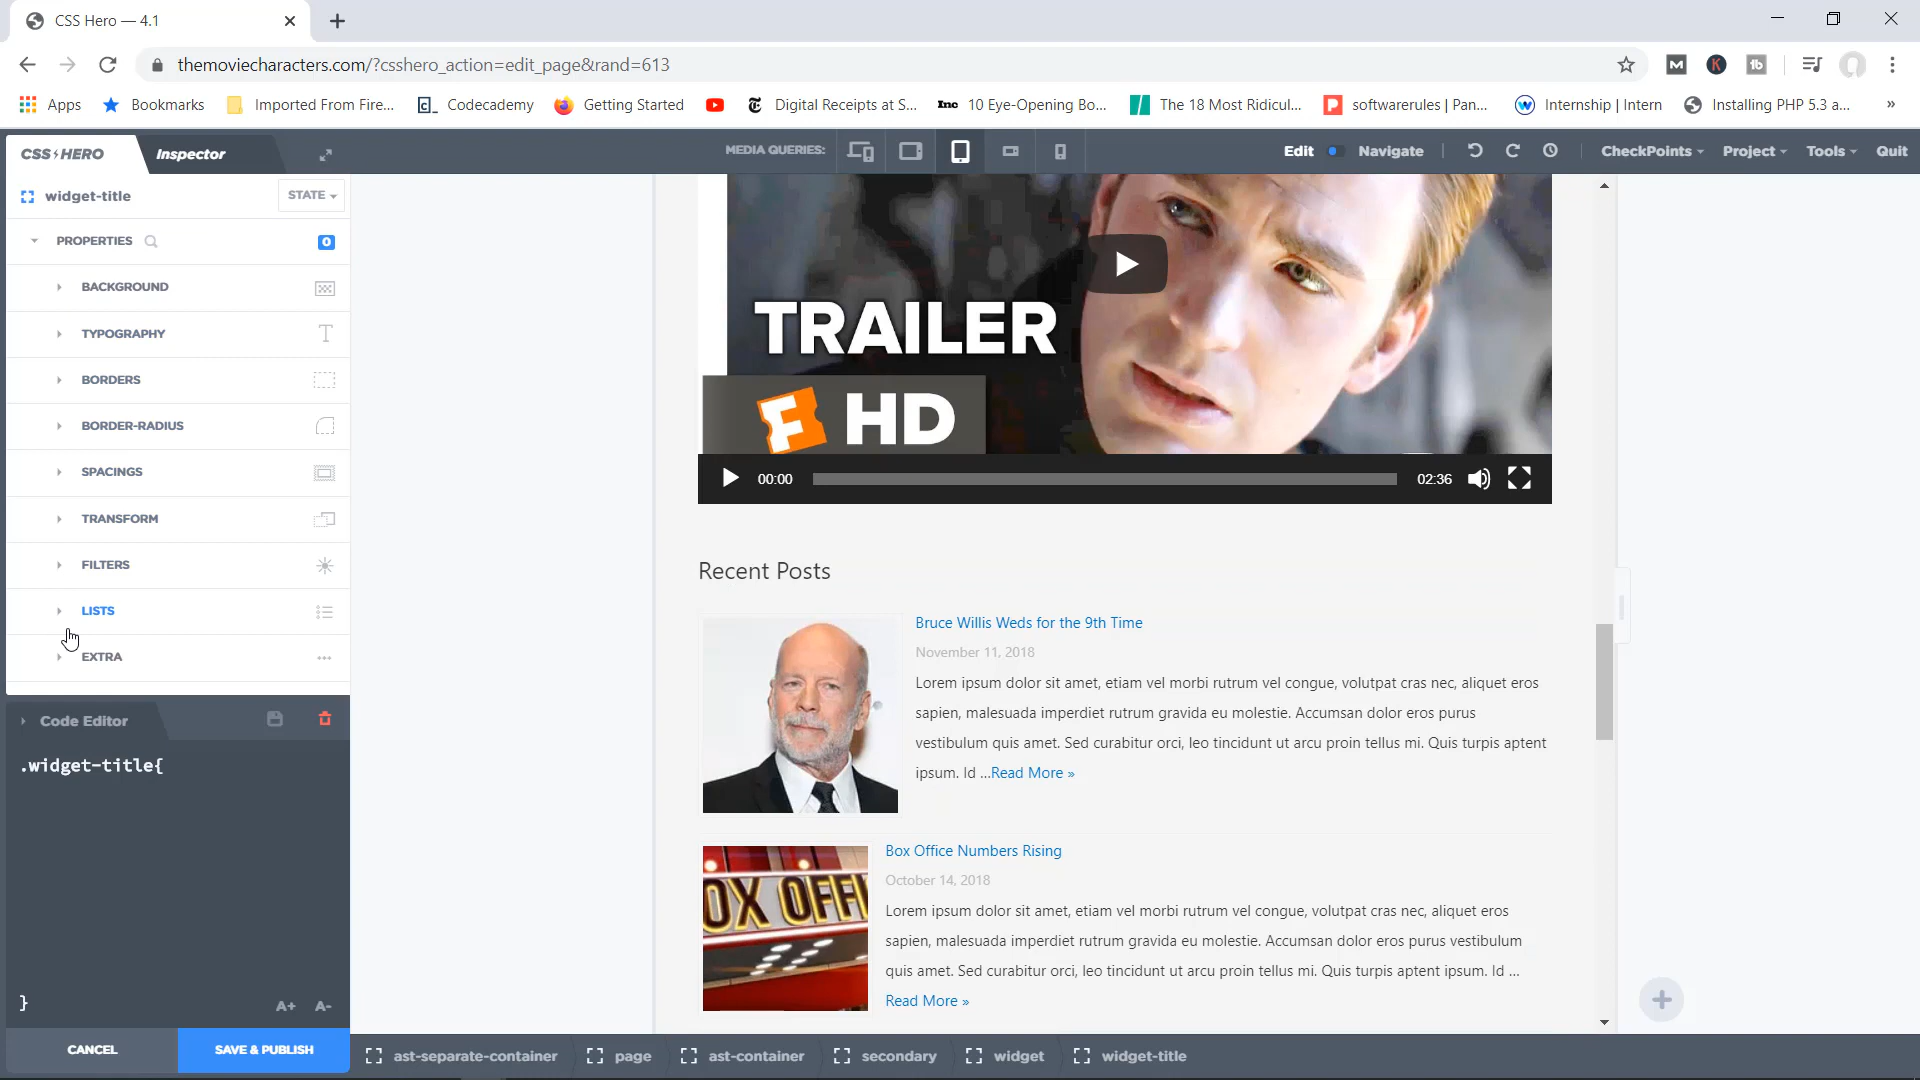 CSS Hero — 4.1
themoviecharacters.com/?csshero_action=edit_page&rand=613
Apps Bookmarks Imported From Fire... Codecademy Getting Started Digital Receipts at S... Inc 10 Eye-Opening Bo... The 18 Most Ridicul... softwarerules | Pan... Internship | Intern Installing PHP 5.3 a... »
CSS HERO Inspector MEDIA QUERIES: Edit Navigate CheckPoints Project Tools Quit
widget-title STATE
PROPERTIES 0
BACKGROUND
TYPOGRAPHY
BORDERS
BORDER-RADIUS
SPACINGS
TRANSFORM
FILTERS
LISTS
EXTRA
Code Editor
.widget-title{
}
A+ A-
CANCEL SAVE & PUBLISH
TRAILER
F HD
00:00 02:36
Recent Posts
Bruce Willis Weds for the 9th Time
November 11, 2018
Lorem ipsum dolor sit amet, etiam vel morbi rutrum vel congue, volutpat cras nec, aliquet eros
sapien, malesuada imperdiet rutrum gravida eu molestie. Accumsan dolor eros purus
vestibulum quis amet. Sed curabitur orci, leo tincidunt ut arcu proin tellus mi. Quis turpis aptent
ipsum. Id ...Read More »
OX OFFI
Box Office Numbers Rising
October 14, 2018
Lorem ipsum dolor sit amet, etiam vel morbi rutrum vel congue, volutpat cras nec, aliquet eros
sapien, malesuada imperdiet rutrum gravida eu molestie. Accumsan dolor eros purus vestibulum
quis amet. Sed curabitur orci, leo tincidunt ut arcu proin tellus mi. Quis turpis aptent ipsum. Id ...
Read More »
ast-separate-container page ast-container secondary widget widget-title